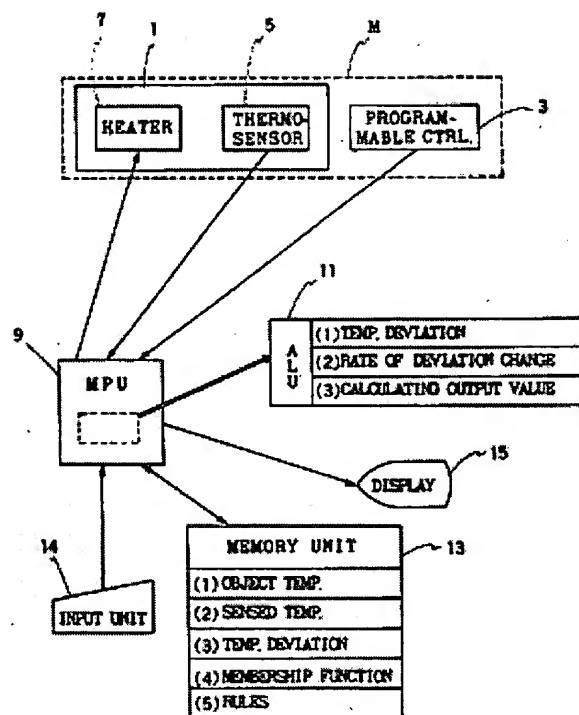 7
1
5
M
HEATER
THERMO-
SENSOR
PROGRAM-
MABLE CTRL.
3
11
9
MPU
ALU
(1) TEMP. DEVIATION
(2) RATE OF DEVIATION CHANGE
(3) CALCULATING OUTPUT VALUE
15
DISPLAY
14
INPUT UNIT
MEMORY UNIT
13
(1) OBJECT TEMP.
(2) SENSED TEMP.
(3) TEMP. DEVIATION
(4) MEMBERSHIP FUNCTION
(5) RULES